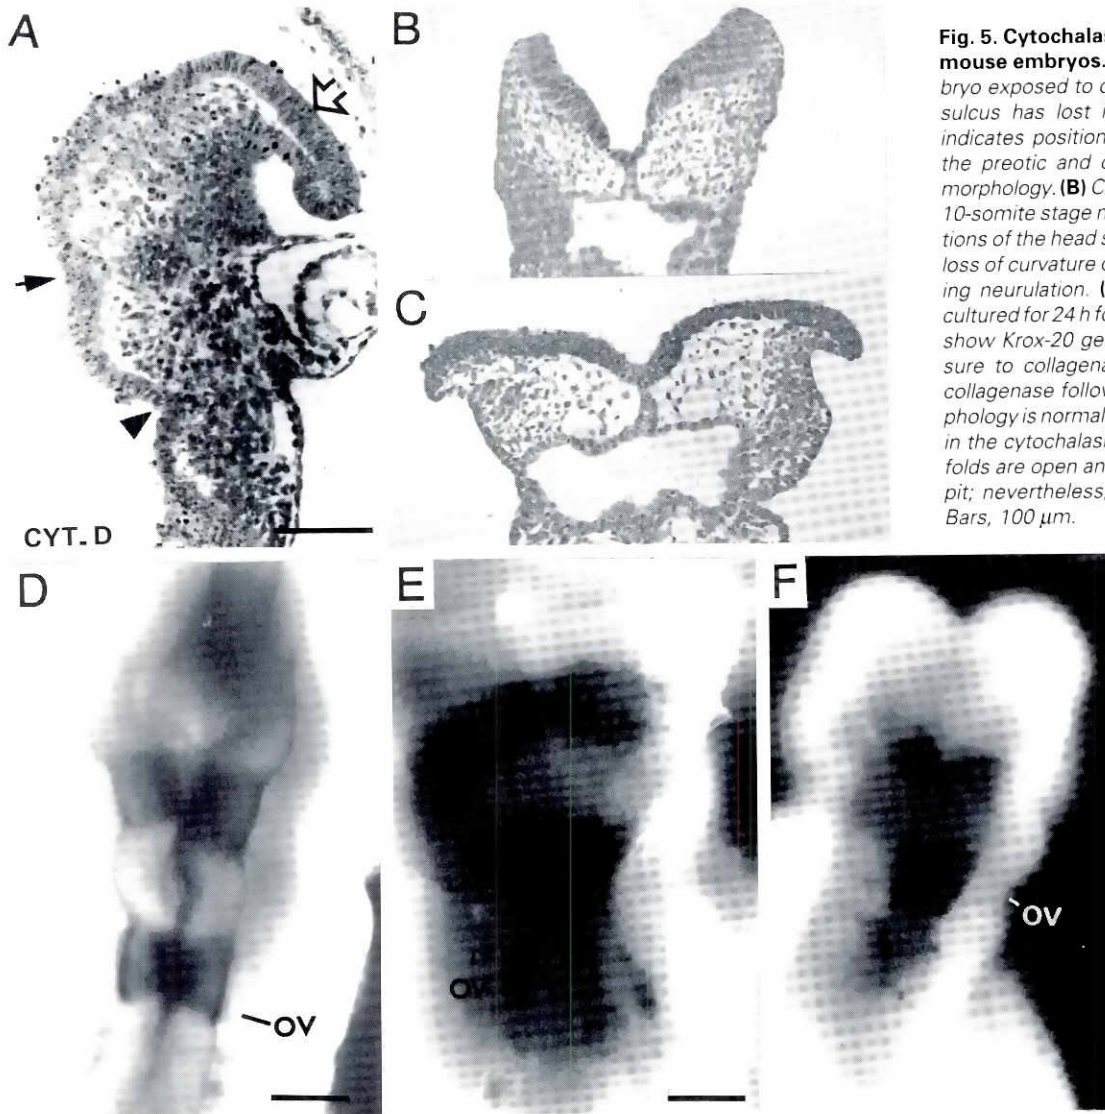 A
B
Fig. 5. Cytochalas
mouse embryos.
bryo exposed to c
sulcus has lost
indicates position
the preotic and
morphology. (B) C
10-somite stage n
tions of the head s
loss of curvature
ing neurulation. (
cultured for 24 h fo
show Krox-20 ge
sure to collagena
collagenase follow
phology is normal
in the cytochalas
folds are open an
pit; nevertheless,
Bars, 100 μm.
C
CYT-D
D
E
F
OV
OV
OV